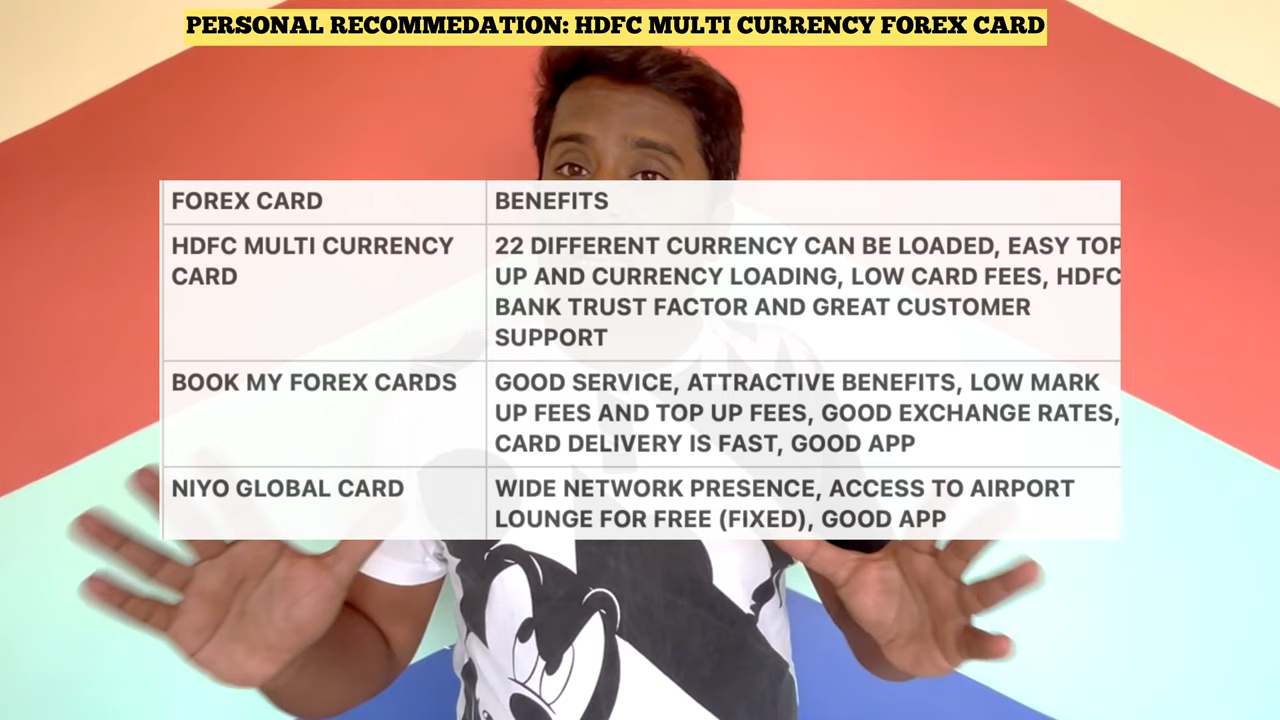 PERSONAL RECOMMEDATION: HDFC MULTI CURRENCY FOREX CARD
FOREX CARD
BENEFITS
HDFC MULTI CURRENCY
CARD
22 DIFFERENT CURRENCY CAN BE LOADED, EASY TOP
UP AND CURRENCY LOADING, LOW CARD FEES, HDFC
BANK TRUST FACTOR AND GREAT CUSTOMER
SUPPORT
BOOK MY FOREX CARDS
GOOD SERVICE, ATTRACTIVE BENEFITS, LOW MARK
UP FEES AND TOP UP FEES, GOOD EXCHANGE RATES,
CARD DELIVERY IS FAST, GOOD APP
NIYO GLOBAL CARD
WIDE NETWORK PRESENCE, ACCESS TO AIRPORT
LOUNGE FOR FREE (FIXED), GOOD APP